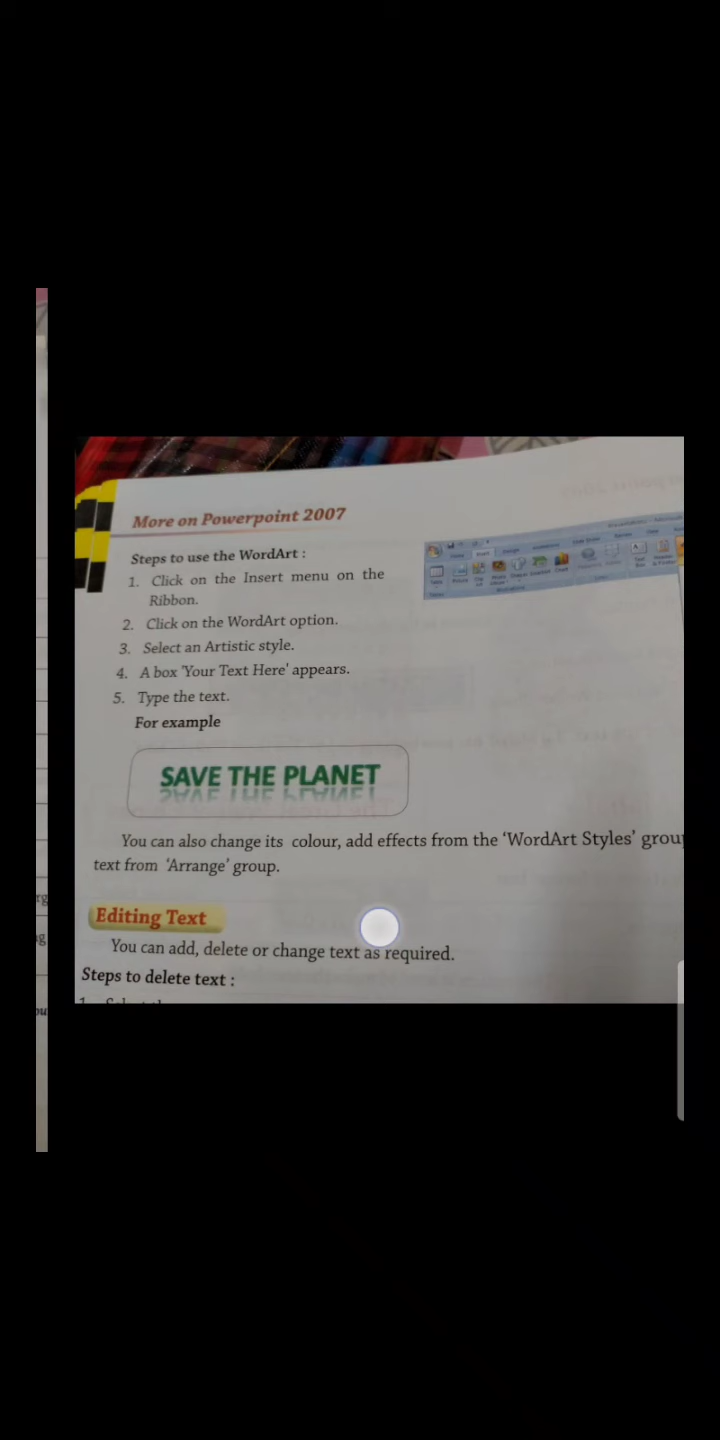 More on Powerpoint 2007
Steps to use the WordArt :
1. Click on the Insert menu on the
Ribbon.
2. Click on the WordArt option.
3. Select an Artistic style.
4. A box 'Your Text Here' appears.
5. Type the text.
For example
SAVE THE PLANET
You can also change its colour, add effects from the 'WordArt Styles' grou
text from 'Arrange' group.
Editing Text
You can add, delete or change text as required.
Steps to delete text :